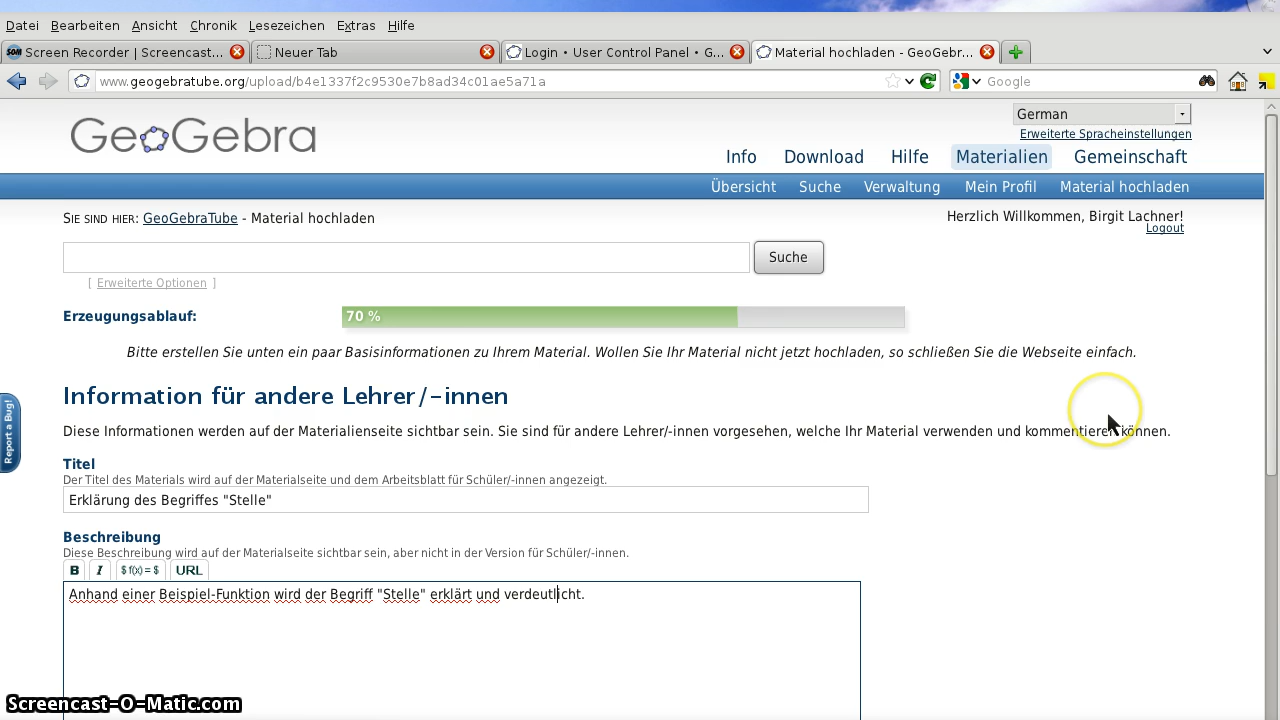 Datei Bearbeiten Ansicht Chronik Lesezeichen Extras Hilfe
Screen Recorder | Screencast... Neuer Tab Login • User Control Panel • G... Material hochladen - GeoGebr...
www.geogebratube.org/upload/b4e1337f2c9530e7b8ad34c01ae5a71a Google
GeoGebra
German
Erweiterte Spracheinstellungen
Info Download Hilfe Materialien Gemeinschaft
Übersicht Suche Verwaltung Mein Profil Material hochladen
SIE SIND HIER: GeoGebraTube - Material hochladen
Herzlich Willkommen, Birgit Lachner!
Logout
Suche
[ Erweiterte Optionen ]
Erzeugungsablauf: 70 %
Bitte erstellen Sie unten ein paar Basisinformationen zu Ihrem Material. Wollen Sie Ihr Material nicht jetzt hochladen, so schließen Sie die Webseite einfach.
Report a Bug!
Information für andere Lehrer/-innen
Diese Informationen werden auf der Materialienseite sichtbar sein. Sie sind für andere Lehrer/-innen vorgesehen, welche Ihr Material verwenden und kommentieren können.
Titel
Der Titel des Materials wird auf der Materialseite und dem Arbeitsblatt für Schüler/-innen angezeigt.
Erklärung des Begriffes "Stelle"
Beschreibung
Diese Beschreibung wird auf der Materialseite sichtbar sein, aber nicht in der Version für Schüler/-innen.
B I $ f(x) = $ URL
Anhand einer Beispiel-Funktion wird der Begriff "Stelle" erklärt und verdeutlicht.
Screencast-O-Matic.com